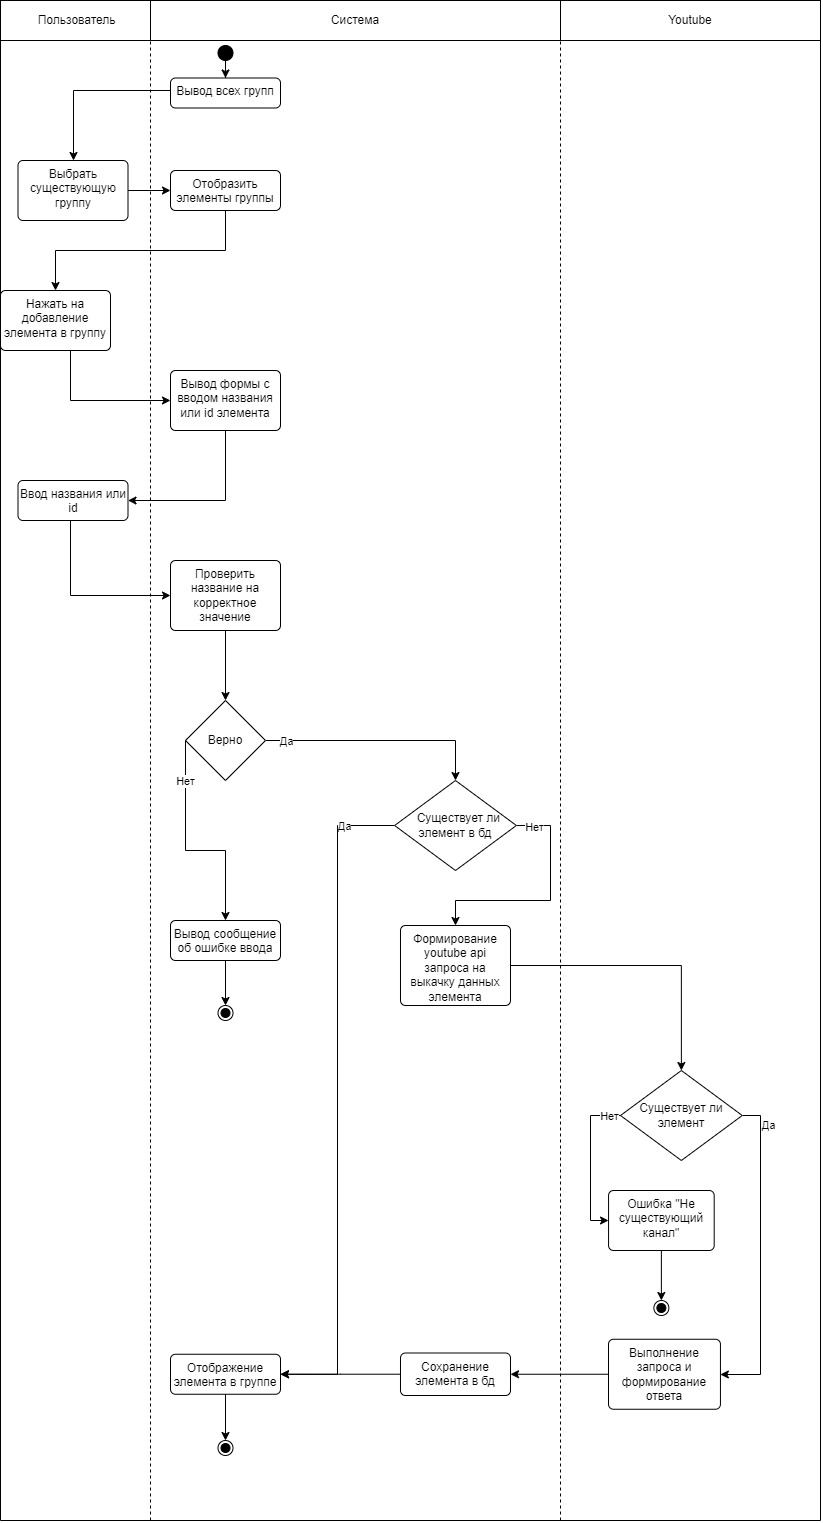 Пользователь
Система
Youtube
Вывод всех групп
Выбрать
существующую
группу
Отобразить
элементы группы
Нажать на
добавление
элемента в группу
Вывод формы с
вводом названия
или id элемента
Ввод названия или
id
Проверить
название на
корректное
значение
Верно
Да
Нет
Существует ли
элемент в бд
Да
Нет
Вывод сообщение
об ошибке ввода
Формирование
youtube api
запроса на
выкачку данных
элемента
Существует ли
элемент
Нет
Да
Ошибка "Не
существующий
канал"
Выполнение
запроса и
формирование
ответа
Сохранение
элемента в бд
Отображение
элемента в группе